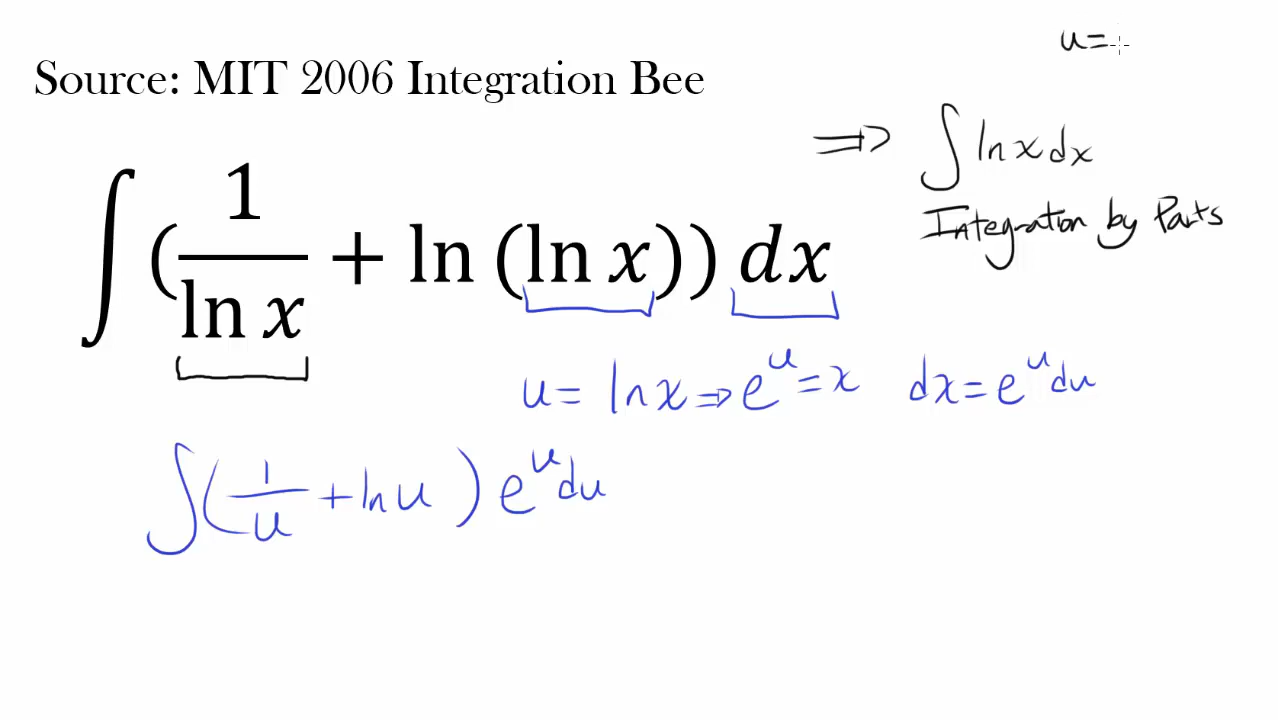 u=
Source: MIT 2006 Integration Bee
⇒ ∫ ln x dx
Integration by Parts
∫ (1/ln x + ln (ln x)) dx
u = ln x ⇒ e^u = x   dx = e^u du
∫ (1/u + ln u) e^u du